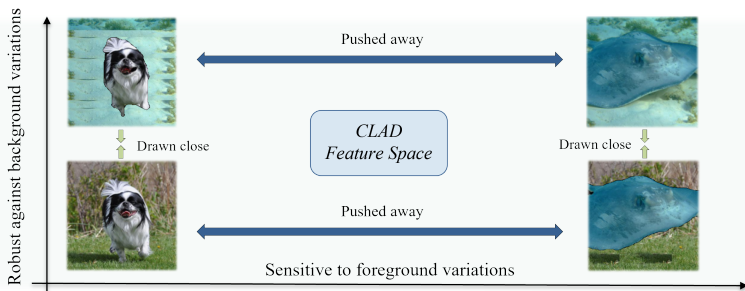 Robust against background variations
Pushed away
CLAD
Feature Space
Drawn close
Drawn close
Pushed away
Sensitive to foreground variations